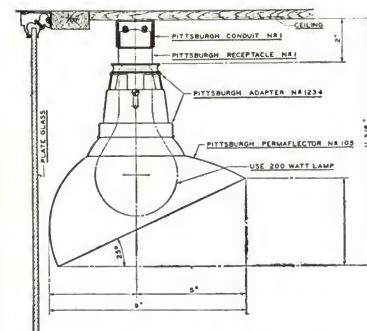 CEILING
PITTSBURGH CONDUIT Nº 1
2"
PITTSBURGH RECEPTACLE Nº 1
PITTSBURGH ADAPTER Nº 1234
PITTSBURGH PERMAFLECTOR Nº 105
PLATE GLASS
USE 200 WATT LAMP
25°
5"
9"